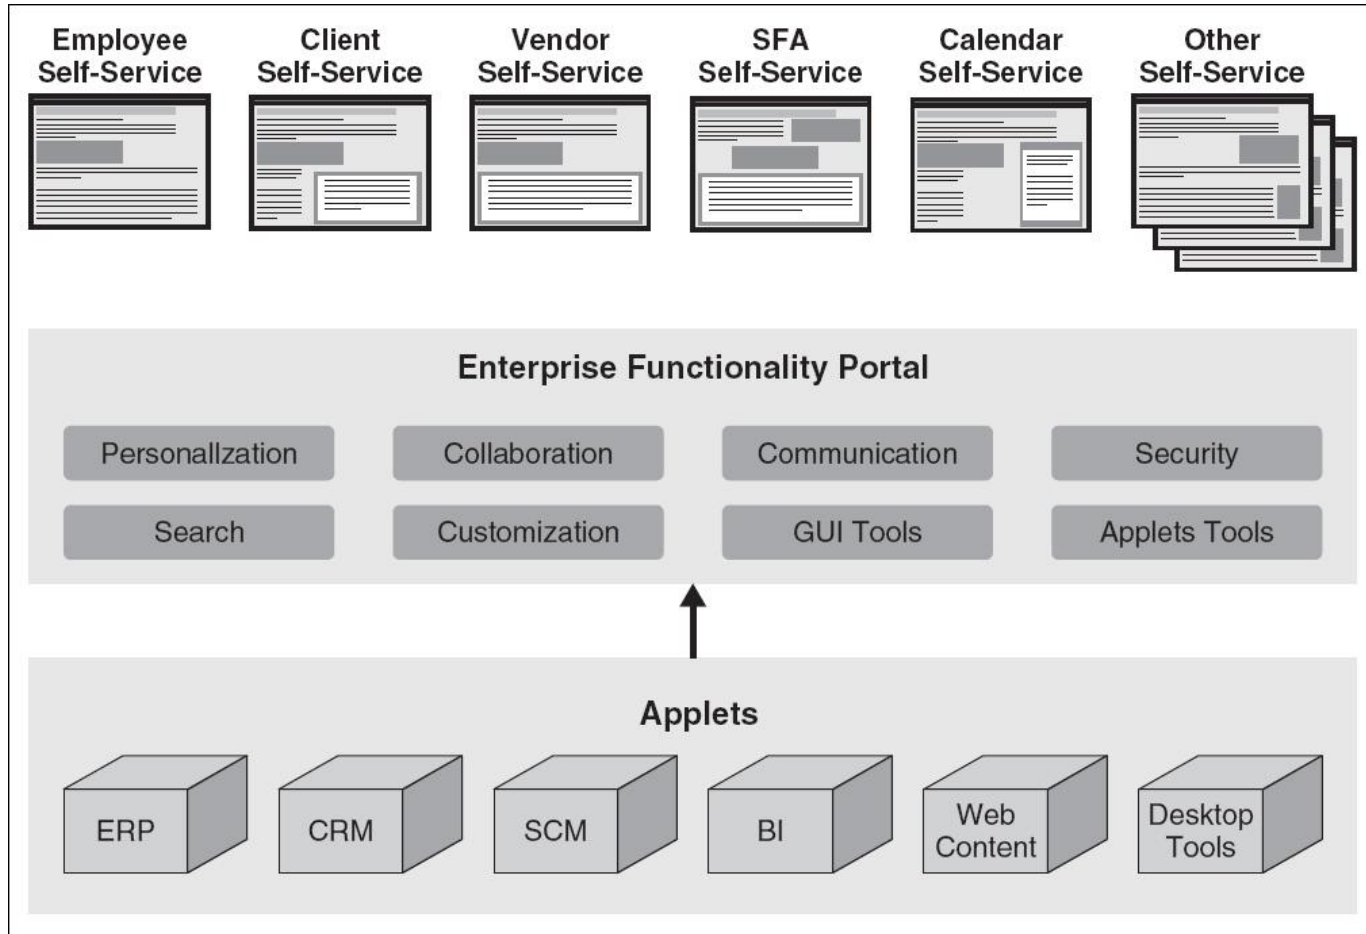 Employee
Self-Service
Client
Self-Service
Vendor
Self-Service
SFA
Self-Service
Calendar
Self-Service
Other
Self-Service
Enterprise Functionality Portal
Personallzation
Collaboration
Communication
Security
Search
Customization
GUI Tools
Applets Tools
Applets
ERP
CRM
SCM
BI
Web
Content
Desktop
Tools